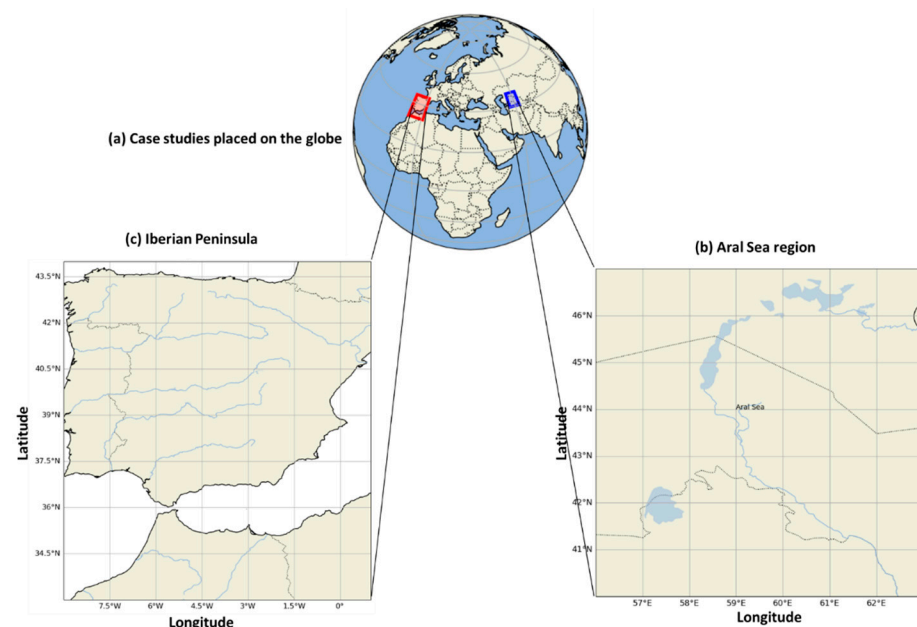 (a) Case studies placed on the globe
(c) Iberian Peninsula
(b) Aral Sea region
43.5°N
42°N
40.5°N
39°N
37.5°N
36°N
34.5°N
Latitude
7.5°W 6°W 4.5°W 3°W 1.5°W 0°
Longitude
46°N
45°N
44°N
43°N
42°N
41°N
Latitude
Aral Sea
57°E 58°E 59°E 60°E 61°E 62°E
Longitude